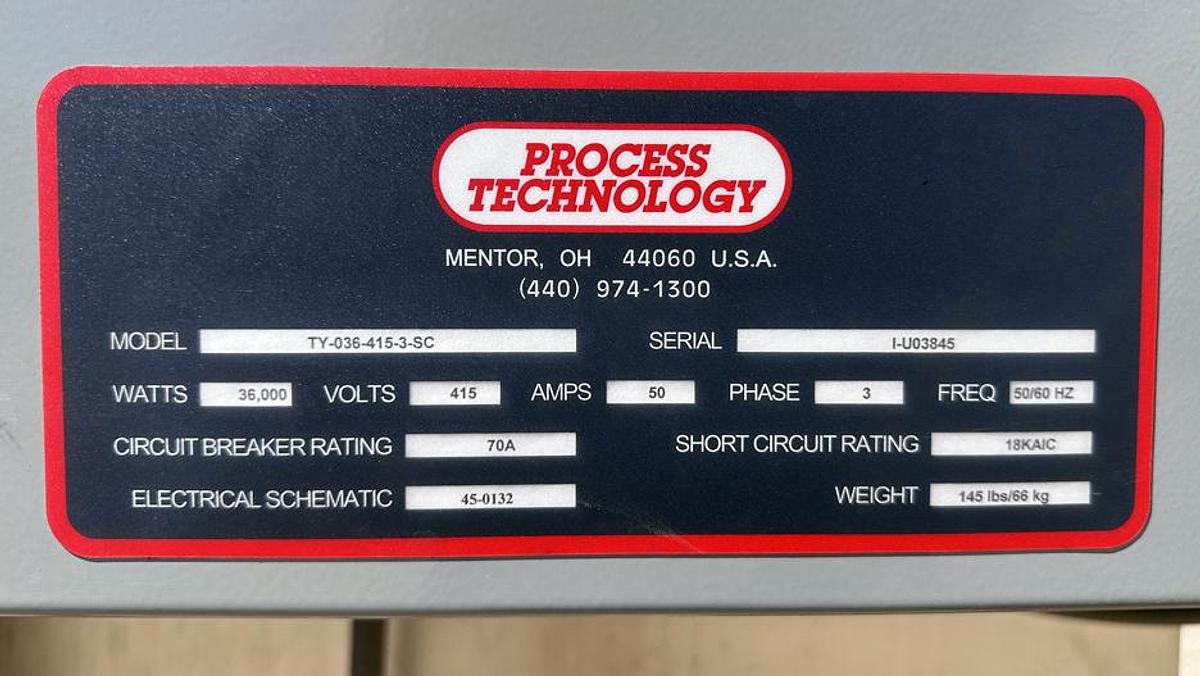 PROCESS
TECHNOLOGY
MENTOR, OH 44060 U.S.A.
(440) 974-1300
MODEL TY-036-415-3-SC SERIAL I-U03845
WATTS 36,000 VOLTS 415 AMPS 50 PHASE 3 FREQ 50/60 HZ
CIRCUIT BREAKER RATING 70A SHORT CIRCUIT RATING 18KAIC
ELECTRICAL SCHEMATIC 45-0132 WEIGHT 145 lbs/66 kg